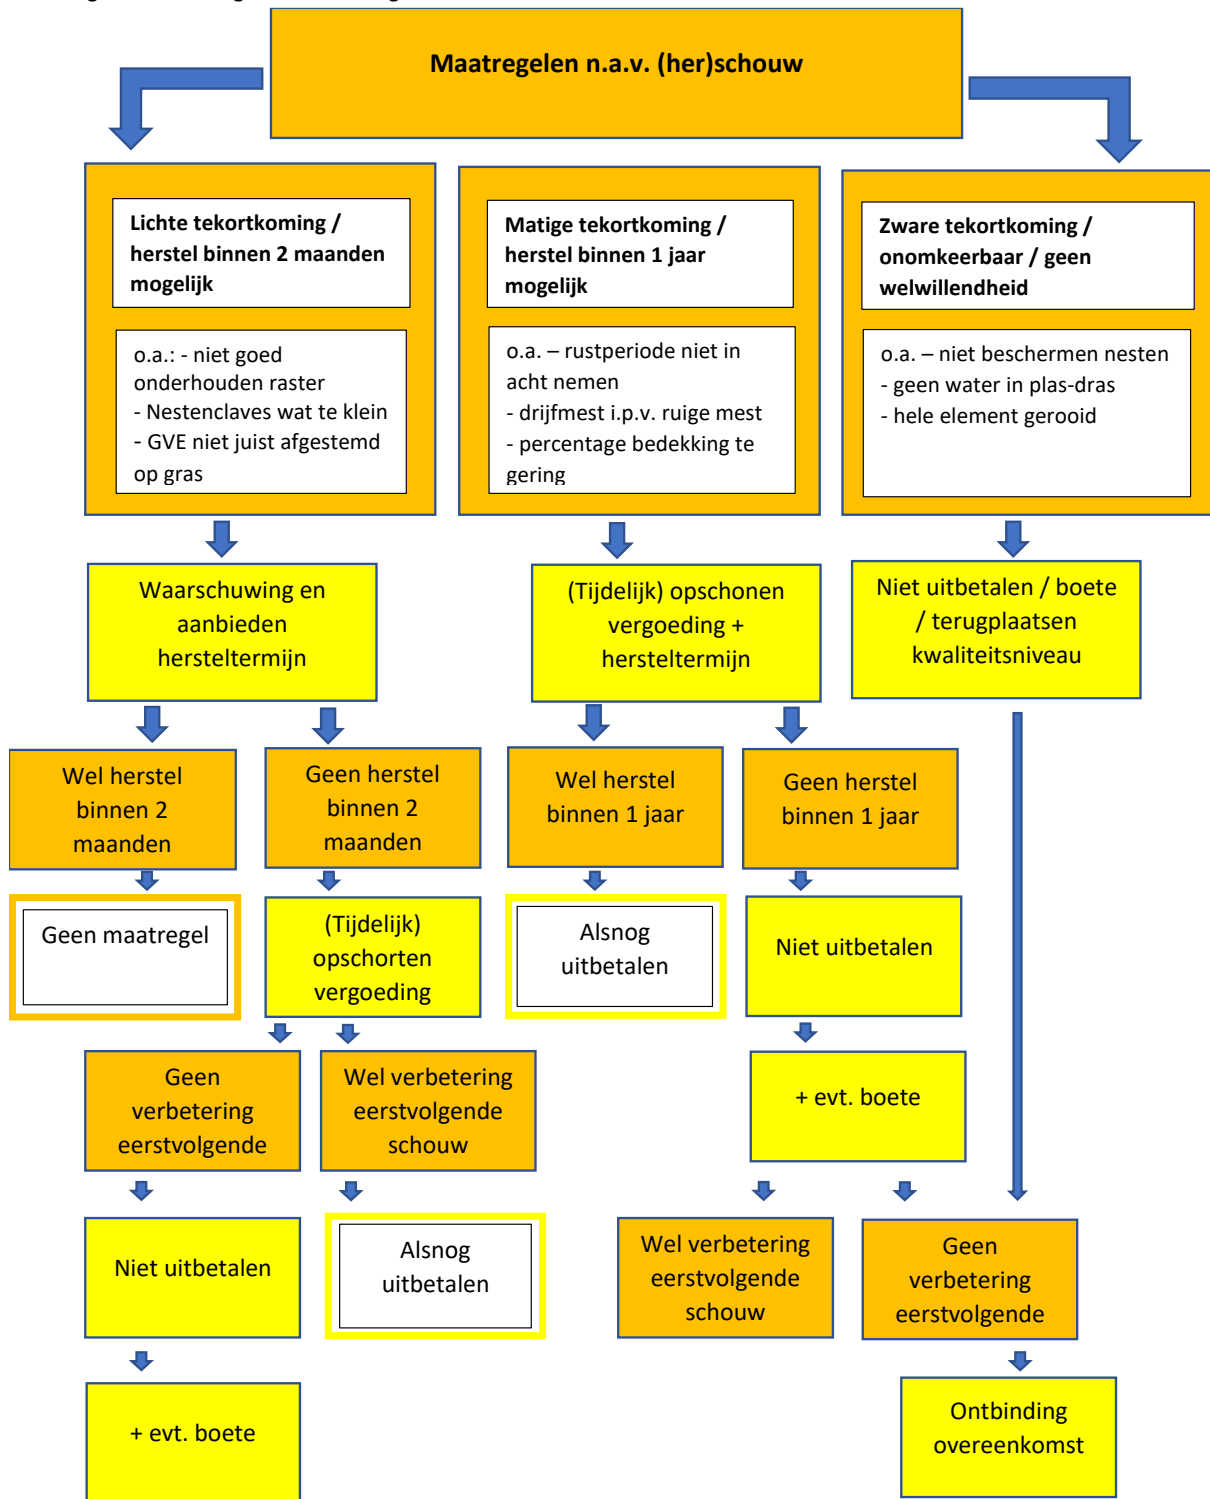 Maatregelen n.a.v. (her)schouw
Lichte tekortkoming /
herstel binnen 2 maanden
mogelijk
o.a.: - niet goed
onderhouden raster
- Nestenclaves wat te klein
- GVE niet juist afgestemd
op gras
Matige tekortkoming /
herstel binnen 1 jaar
mogelijk
o.a. – rustperiode niet in
acht nemen
- drijfmest i.p.v. ruige mest
- percentage bedekking te
gering
Zware tekortkoming /
onomkeerbaar / geen
welwillendheid
o.a. – niet beschermen nesten
- geen water in plas-dras
- hele element gerooid
Waarschuwing en
aanbieden
hersteltermijn
(Tijdelijk) opschonen
vergoeding +
hersteltermijn
Niet uitbetalen / boete
/ terugplaatsen
kwaliteitsniveau
Wel herstel
binnen 2
maanden
Geen herstel
binnen 2
maanden
Wel herstel
binnen 1 jaar
Geen herstel
binnen 1 jaar
Geen maatregel
(Tijdelijk)
opschorten
vergoeding
Alsnog
uitbetalen
Niet uitbetalen
Geen
verbetering
eerstvolgende
Wel verbetering
eerstvolgende
schouw
+ evt. boete
Niet uitbetalen
Alsnog
uitbetalen
Wel verbetering
eerstvolgende
schouw
Geen
verbetering
eerstvolgende
+ evt. boete
Ontbinding
overeenkomst